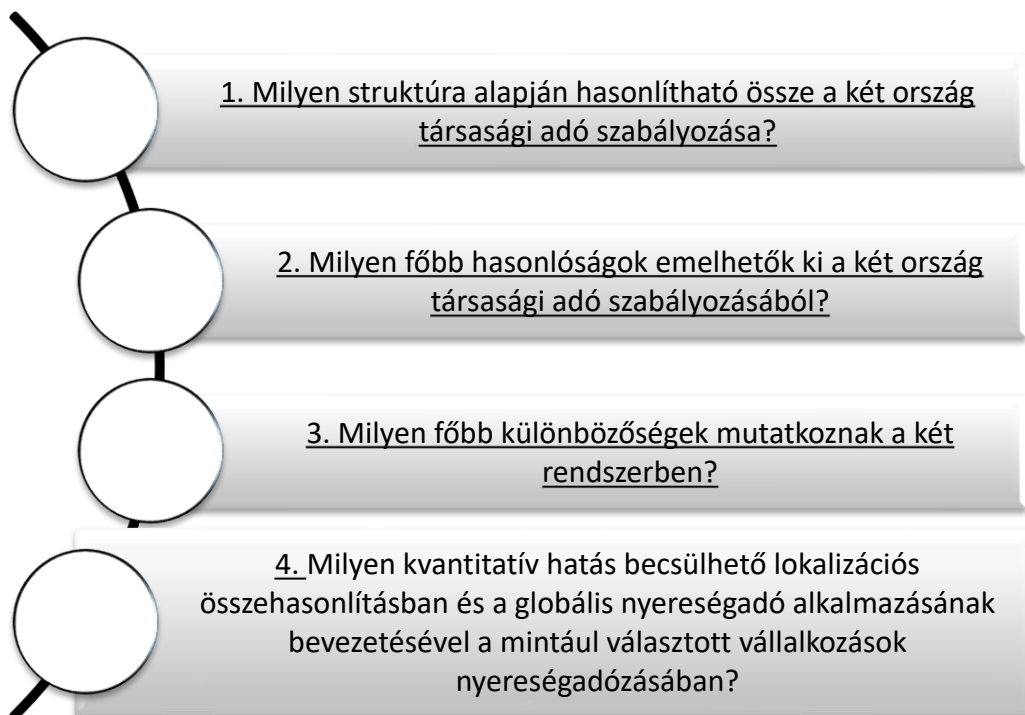 1. Milyen struktúra alapján hasonlítható össze a két ország
társasági adó szabályozása?
2. Milyen főbb hasonlóságok emelhetők ki a két ország
társasági adó szabályozásából?
3. Milyen főbb különbözőségek mutatkoznak a két
rendszerben?
4. Milyen kvantitatív hatás becsülhető lokalizációs
összehasonlításban és a globális nyereségadó alkalmazásának
bevezetésével a mintául választott vállalkozások
nyereségadózásában?